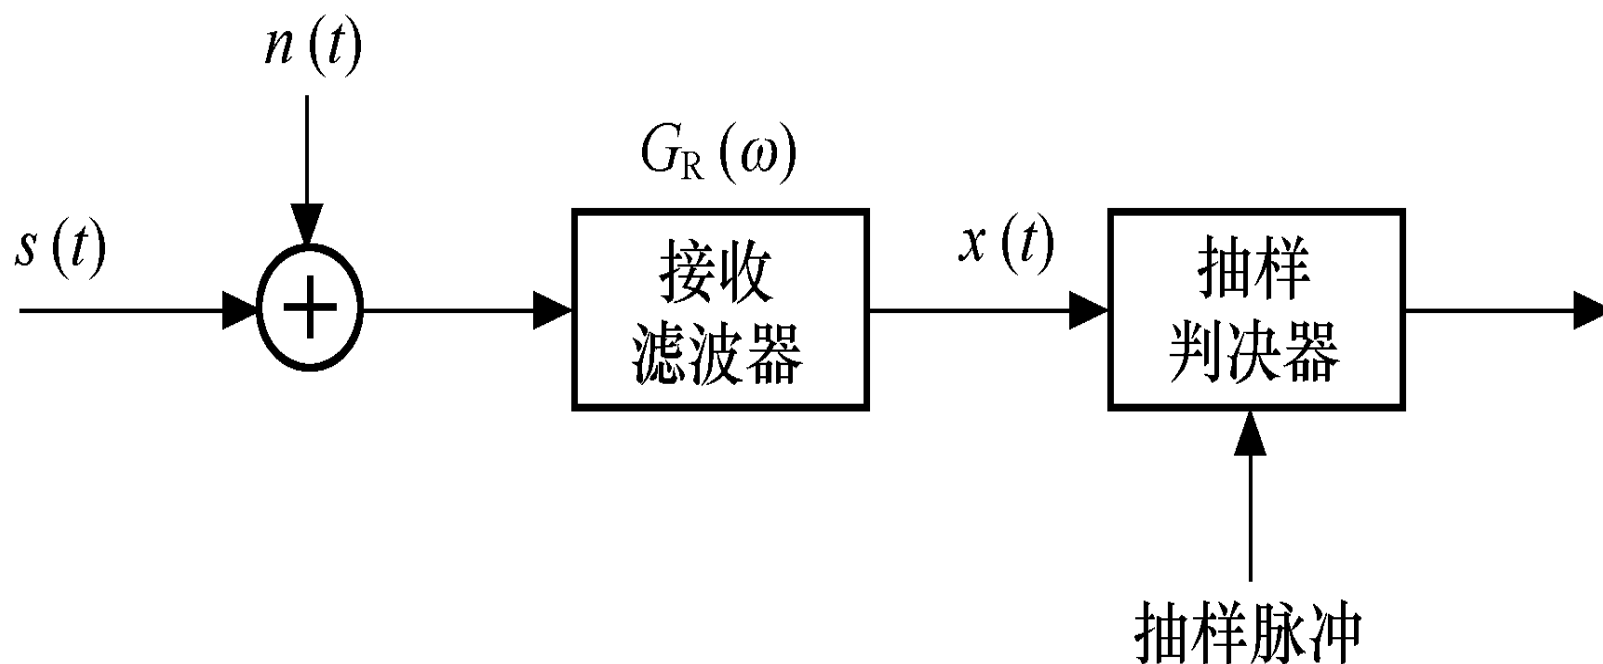 n(t)
G_R(ω)
s(t)
接收
滤波器
x(t)
抽样
判决器
抽样脉冲